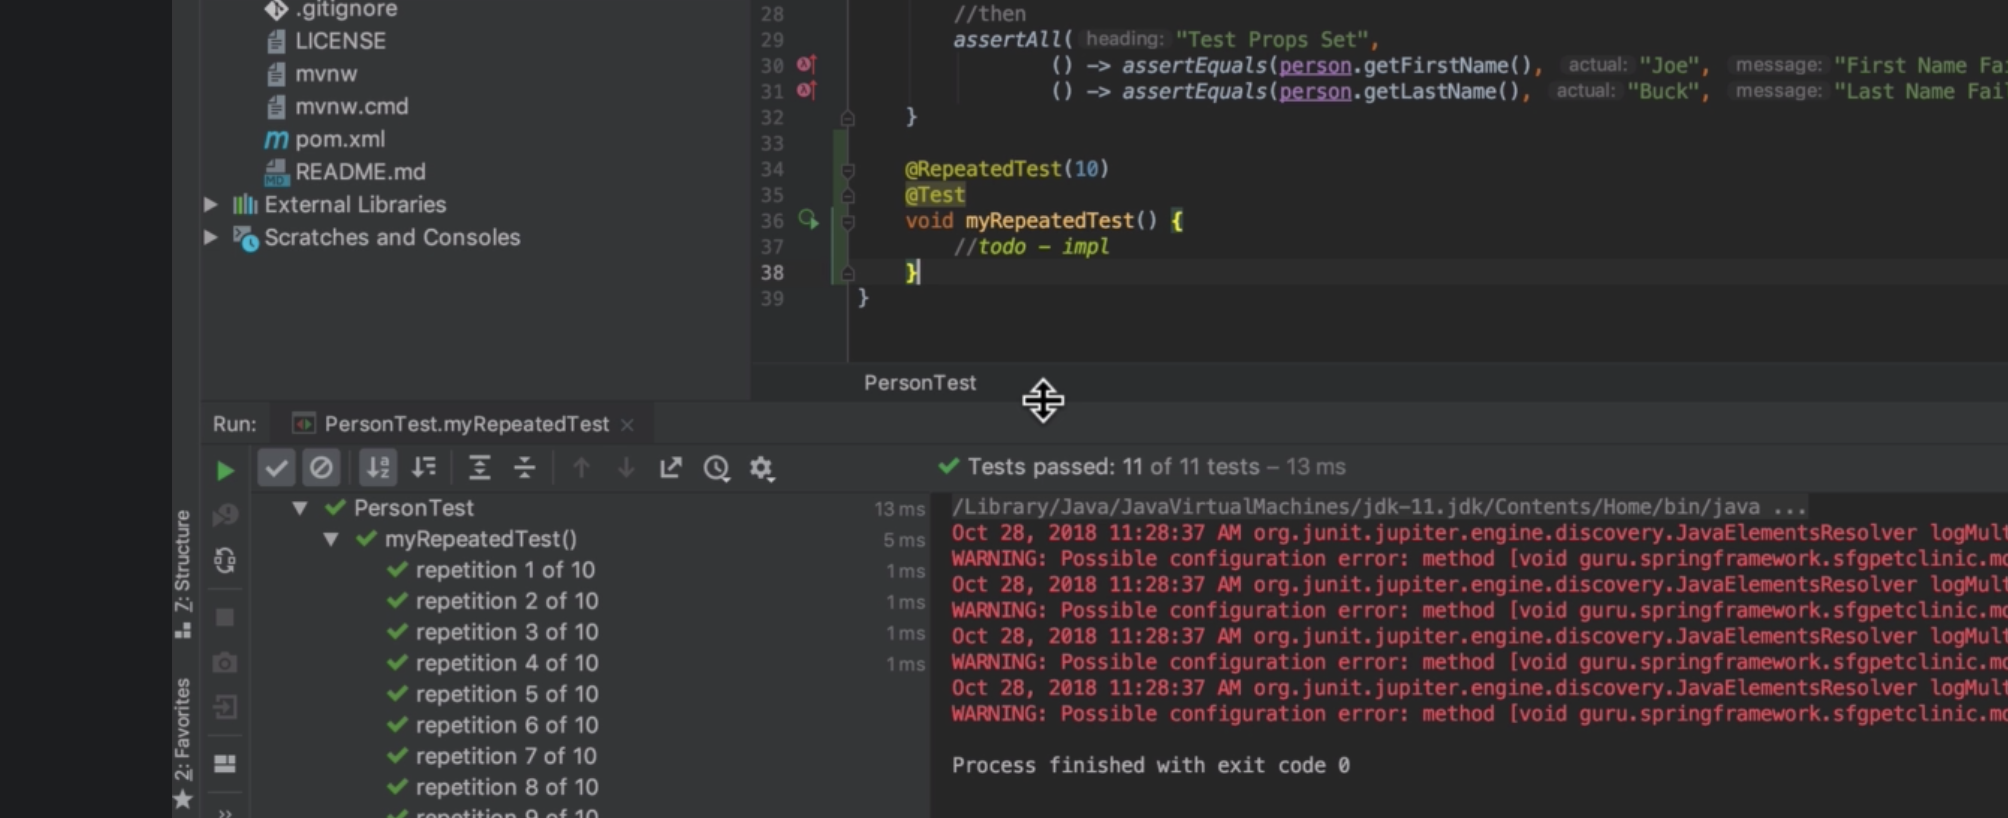 .gitignore
LICENSE
mvnw
mvnw.cmd
pom.xml
README.md
External Libraries
Scratches and Consoles
28 //then
29 assertAll( heading: "Test Props Set",
30 () -> assertEquals(person.getFirstName(), actual: "Joe", message: "First Name Fa
31 () -> assertEquals(person.getLastName(), actual: "Buck", message: "Last Name Fai
32 }
33
34 @RepeatedTest(10)
35 @Test
36 void myRepeatedTest() {
37 //todo - impl
38 }
39 }
PersonTest
Run: PersonTest.myRepeatedTest
Tests passed: 11 of 11 tests – 13 ms
PersonTest 13 ms
myRepeatedTest() 5 ms
repetition 1 of 10 1 ms
repetition 2 of 10 1 ms
repetition 3 of 10 1 ms
repetition 4 of 10 1 ms
repetition 5 of 10
repetition 6 of 10
repetition 7 of 10
repetition 8 of 10
repetition 9 of 10
/Library/Java/JavaVirtualMachines/jdk-11.jdk/Contents/Home/bin/java ...
Oct 28, 2018 11:28:37 AM org.junit.jupiter.engine.discovery.JavaElementsResolver logMult
WARNING: Possible configuration error: method [void guru.springframework.sfgpetclinic.mo
Oct 28, 2018 11:28:37 AM org.junit.jupiter.engine.discovery.JavaElementsResolver logMult
WARNING: Possible configuration error: method [void guru.springframework.sfgpetclinic.mo
Oct 28, 2018 11:28:37 AM org.junit.jupiter.engine.discovery.JavaElementsResolver logMult
WARNING: Possible configuration error: method [void guru.springframework.sfgpetclinic.mo
Oct 28, 2018 11:28:37 AM org.junit.jupiter.engine.discovery.JavaElementsResolver logMult
WARNING: Possible configuration error: method [void guru.springframework.sfgpetclinic.mo
Process finished with exit code 0
Z: Structure
2: Favorites